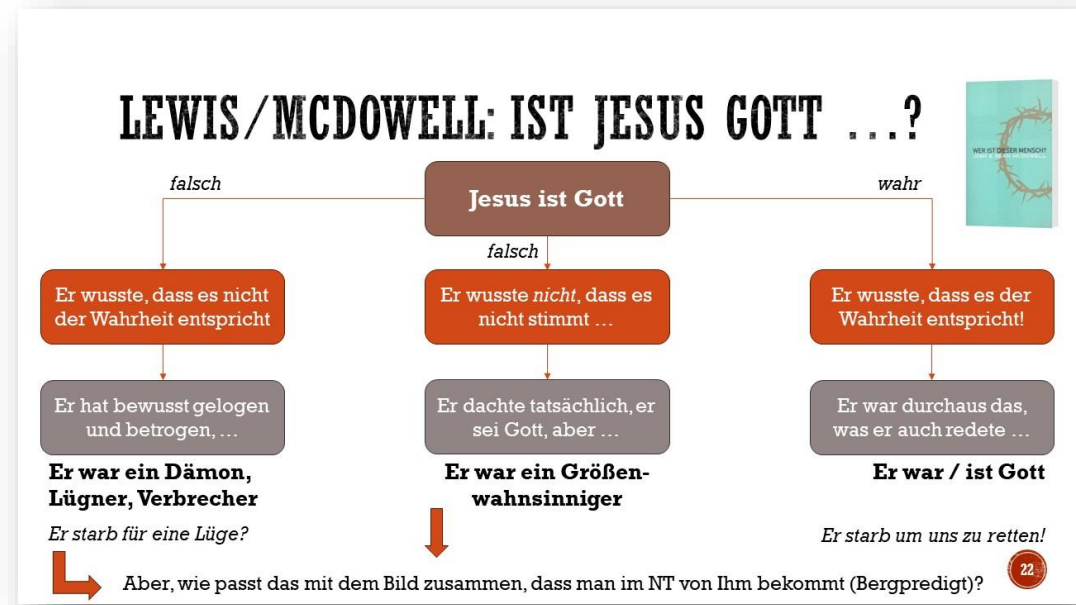 LEWIS/MCDOWELL: IST JESUS GOTT …?
WER IST DIESER MENSCH?
falsch
Jesus ist Gott
wahr
falsch
Er wusste, dass es nicht
der Wahrheit entspricht
Er wusste nicht, dass es
nicht stimmt …
Er wusste, dass es der
Wahrheit entspricht!
Er hat bewusst gelogen
und betrogen, …
Er dachte tatsächlich, er
sei Gott, aber …
Er war durchaus das,
was er auch redete …
Er war ein Dämon,
Lügner, Verbrecher
Er war ein Größen-
wahnsinniger
Er war / ist Gott
Er starb für eine Lüge?
Er starb um uns zu retten!
Aber, wie passt das mit dem Bild zusammen, dass man im NT von Ihm bekommt (Bergpredigt)?
22